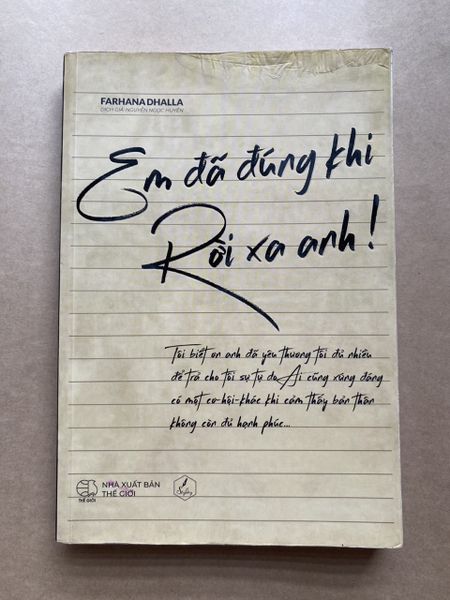 FARHANA DHALLA
DỊCH GIẢ: NGUYỄN NGỌC HUYỀN
Em đã đúng khi
Rời xa anh!
Tôi biết ơn anh đã yêu thương tôi đủ nhiều
để trả cho tôi sự tự do. Ai cũng xứng đáng
có một cơ-hội-khác khi cảm thấy bản thân
không còn đủ hạnh phúc...
THẾ GIỚI
NHÀ XUẤT BẢN
THẾ GIỚI